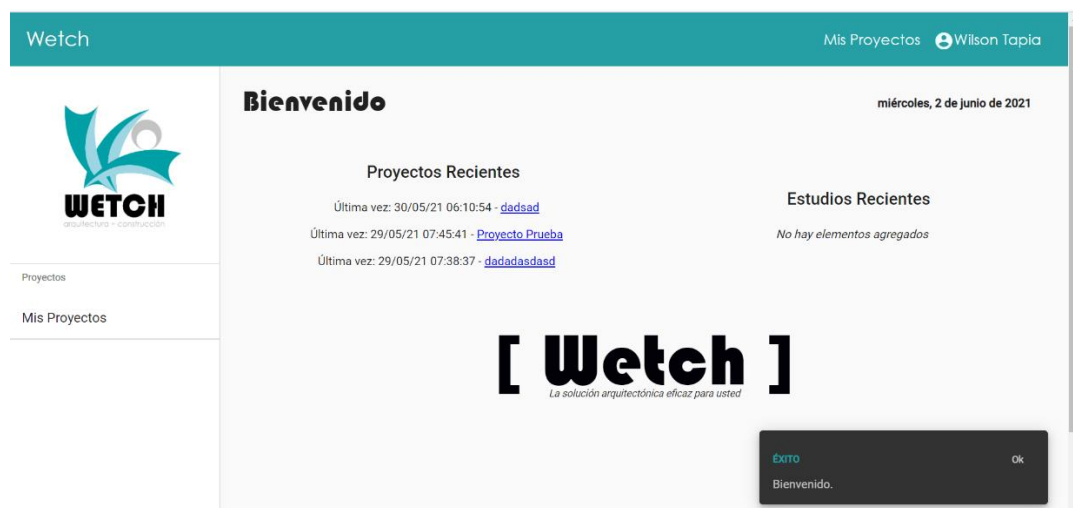 Wetch
Mis Proyectos Wilson Tapia
WETCH
arquitectura - construcción
Proyectos
Mis Proyectos
Bienvenido
miércoles, 2 de junio de 2021
Proyectos Recientes
Última vez: 30/05/21 06:10:54 - dadsad
Última vez: 29/05/21 07:45:41 - Proyecto Prueba
Última vez: 29/05/21 07:38:37 - dadadasdasd
Estudios Recientes
No hay elementos agregados
[ Wetch ]
La solución arquitectónica eficaz para usted
ÉXITO Ok
Bienvenido.